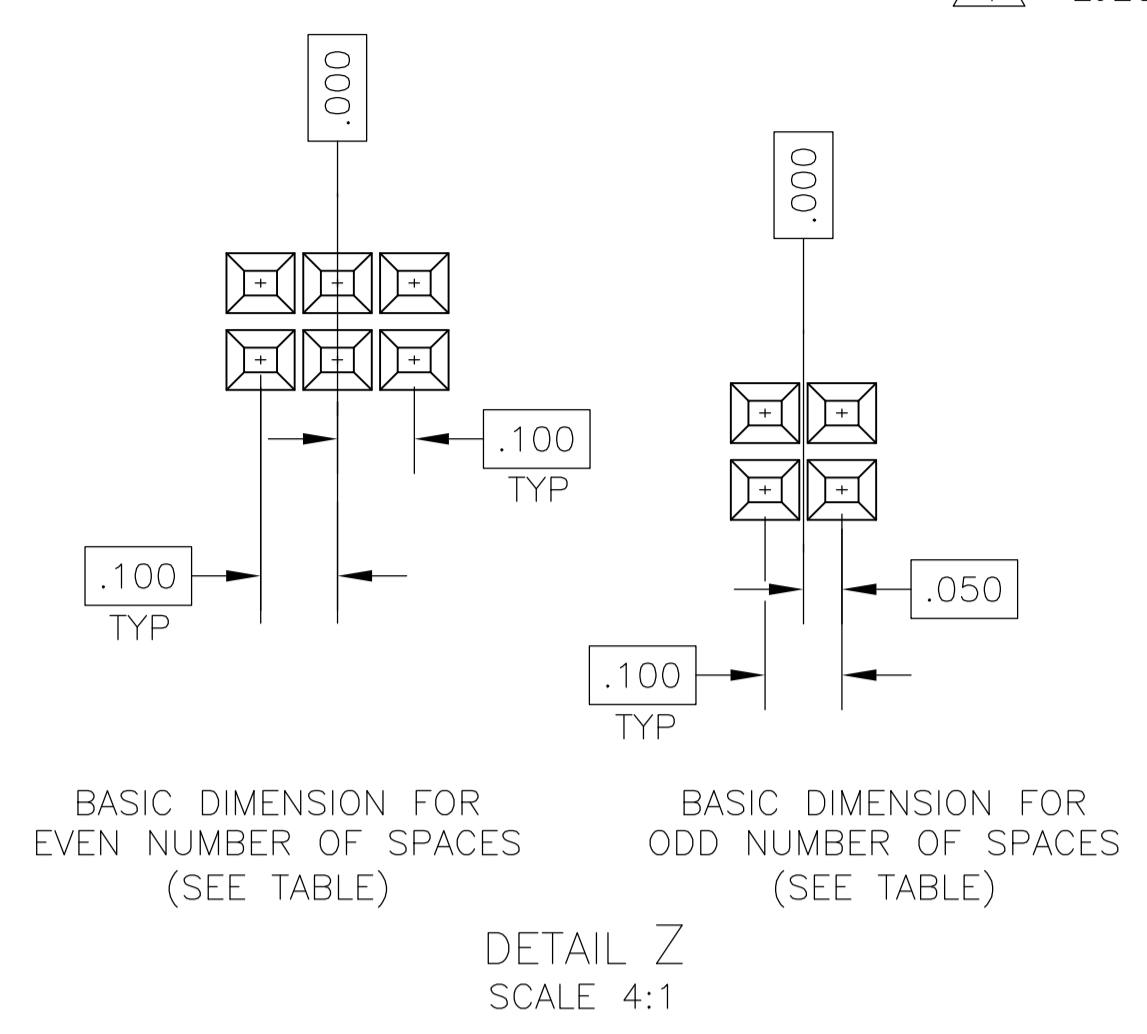 .000
.000
.100
TYP
.100
TYP
.050
.100
TYP
BASIC DIMENSION FOR
EVEN NUMBER OF SPACES
(SEE TABLE)
BASIC DIMENSION FOR
ODD NUMBER OF SPACES
(SEE TABLE)
DETAIL Z
SCALE 4:1